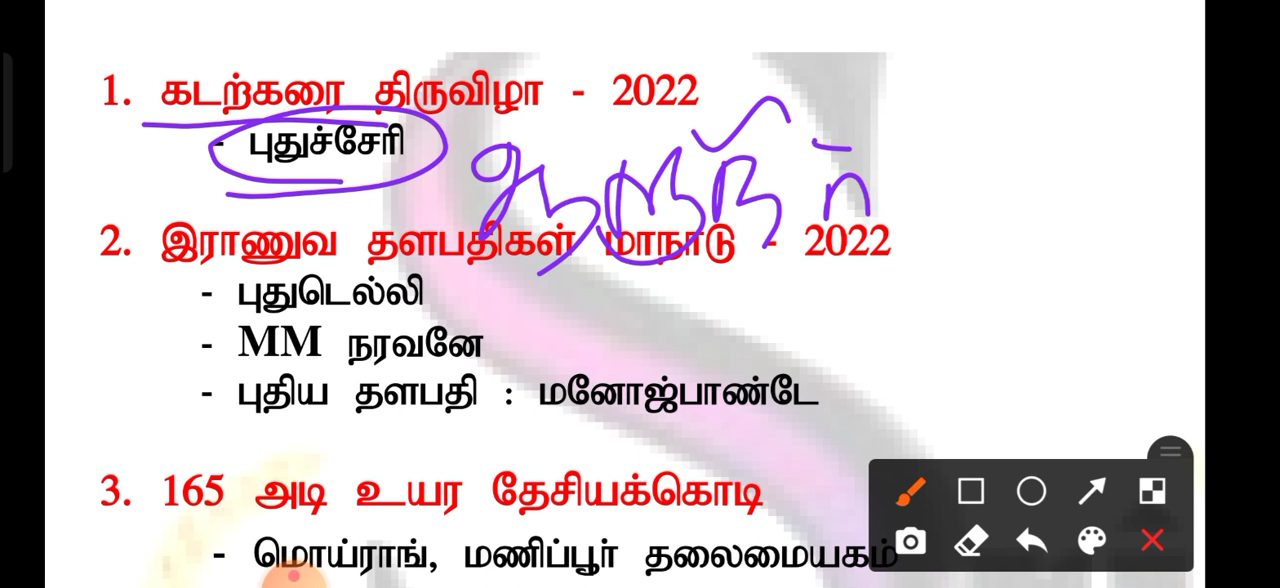 1. கடற்கரை திருவிழா - 2022
- புதுச்சேரி
2. இராணுவ தளபதிகள் மாநாடு - 2022
- புதுடெல்லி
- MM நரவனே
- புதிய தளபதி : மனோஜ்பாண்டே
3. 165 அடி உயர தேசியக்கொடி
- மொய்ராங், மணிப்பூர் தலைமையகம்